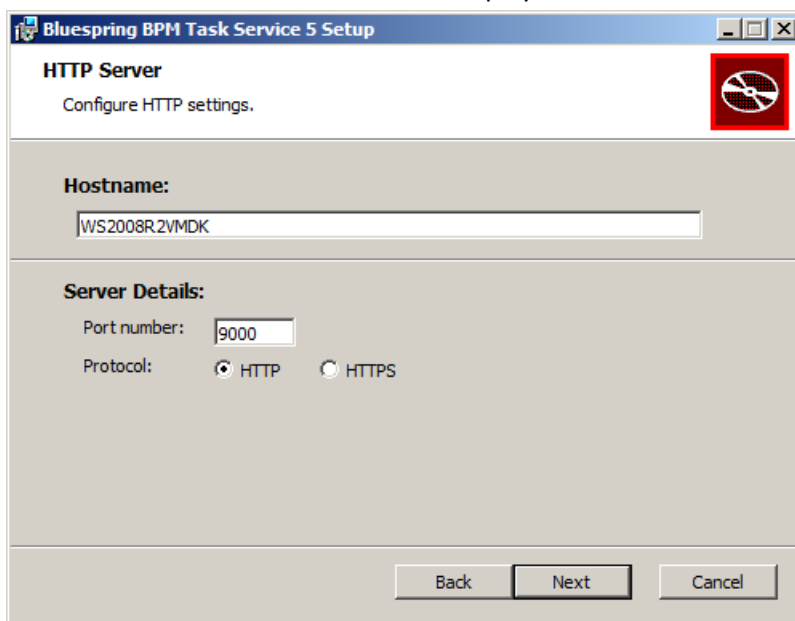 Bluespring BPM Task Service 5 Setup
HTTP Server
Configure HTTP settings.
Hostname:
WS2008R2VMDK
Server Details:
Port number: 9000
Protocol: HTTP HTTPS
Back Next Cancel